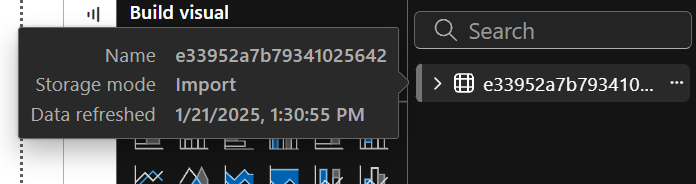 Build visual
Search
Name e33952a7b79341025642
Storage mode Import
Data refreshed 1/21/2025, 1:30:55 PM
e33952a7b793410...